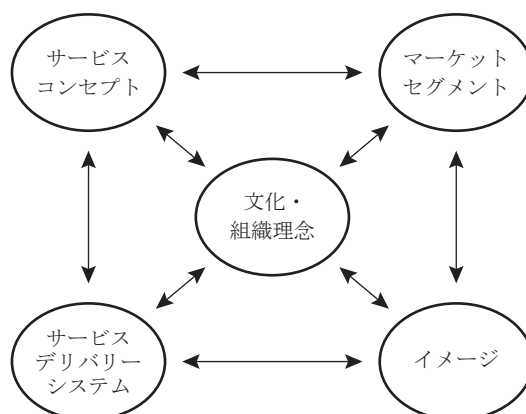 サービス
コンセプト
マーケット
セグメント
文化・
組織理念
サービス
デリバリー
システム
イメージ